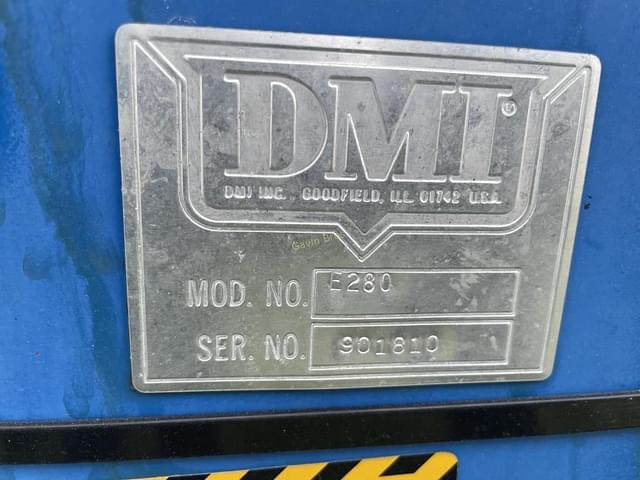 DMI®
DMI INC. GOODFIELD, ILL. 61742 U.S.A.
MOD. NO. E280
SER. NO. 901810